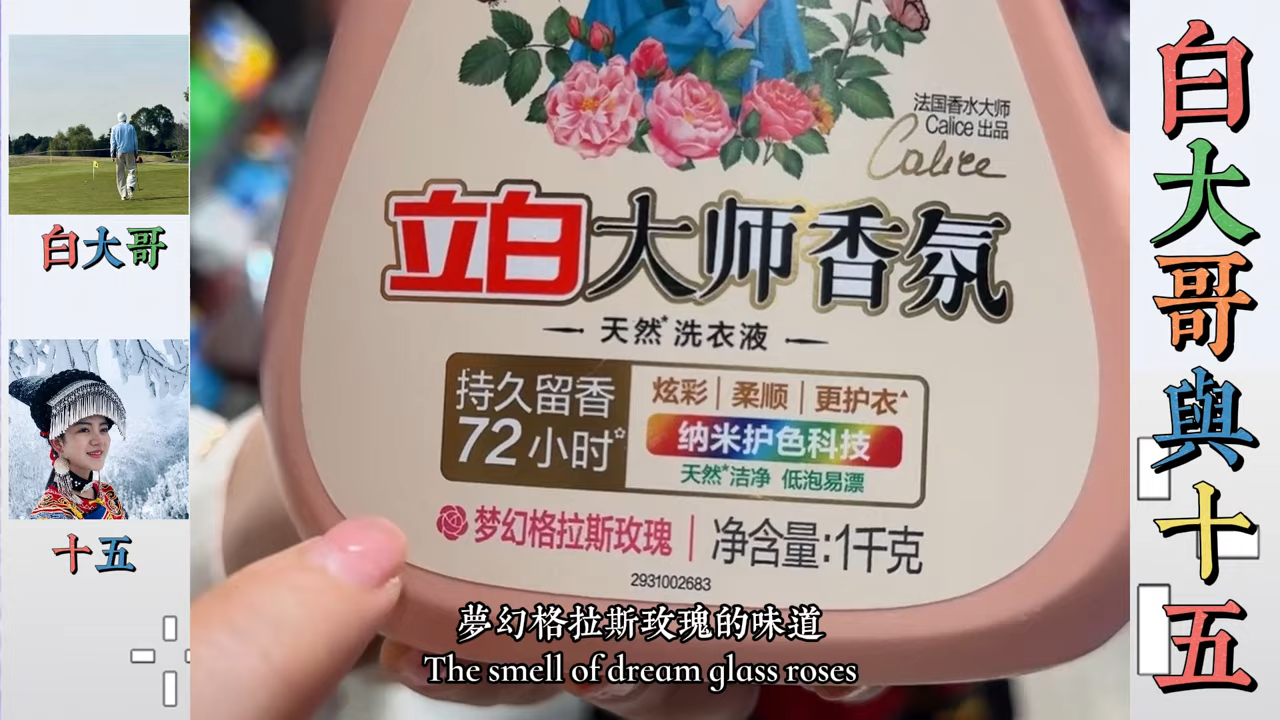 白大哥
十五
法国香水大师
Calice 出品
Calice
立白大师香氛
天然*洗衣液
持久留香
72小时
炫彩|柔顺|更护衣▲
纳米护色科技
天然*洁净 低泡易漂
梦幻格拉斯玫瑰|净含量:1千克
2931002683
夢幻格拉斯玫瑰的味道
The smell of dream glass roses
白大哥與十五